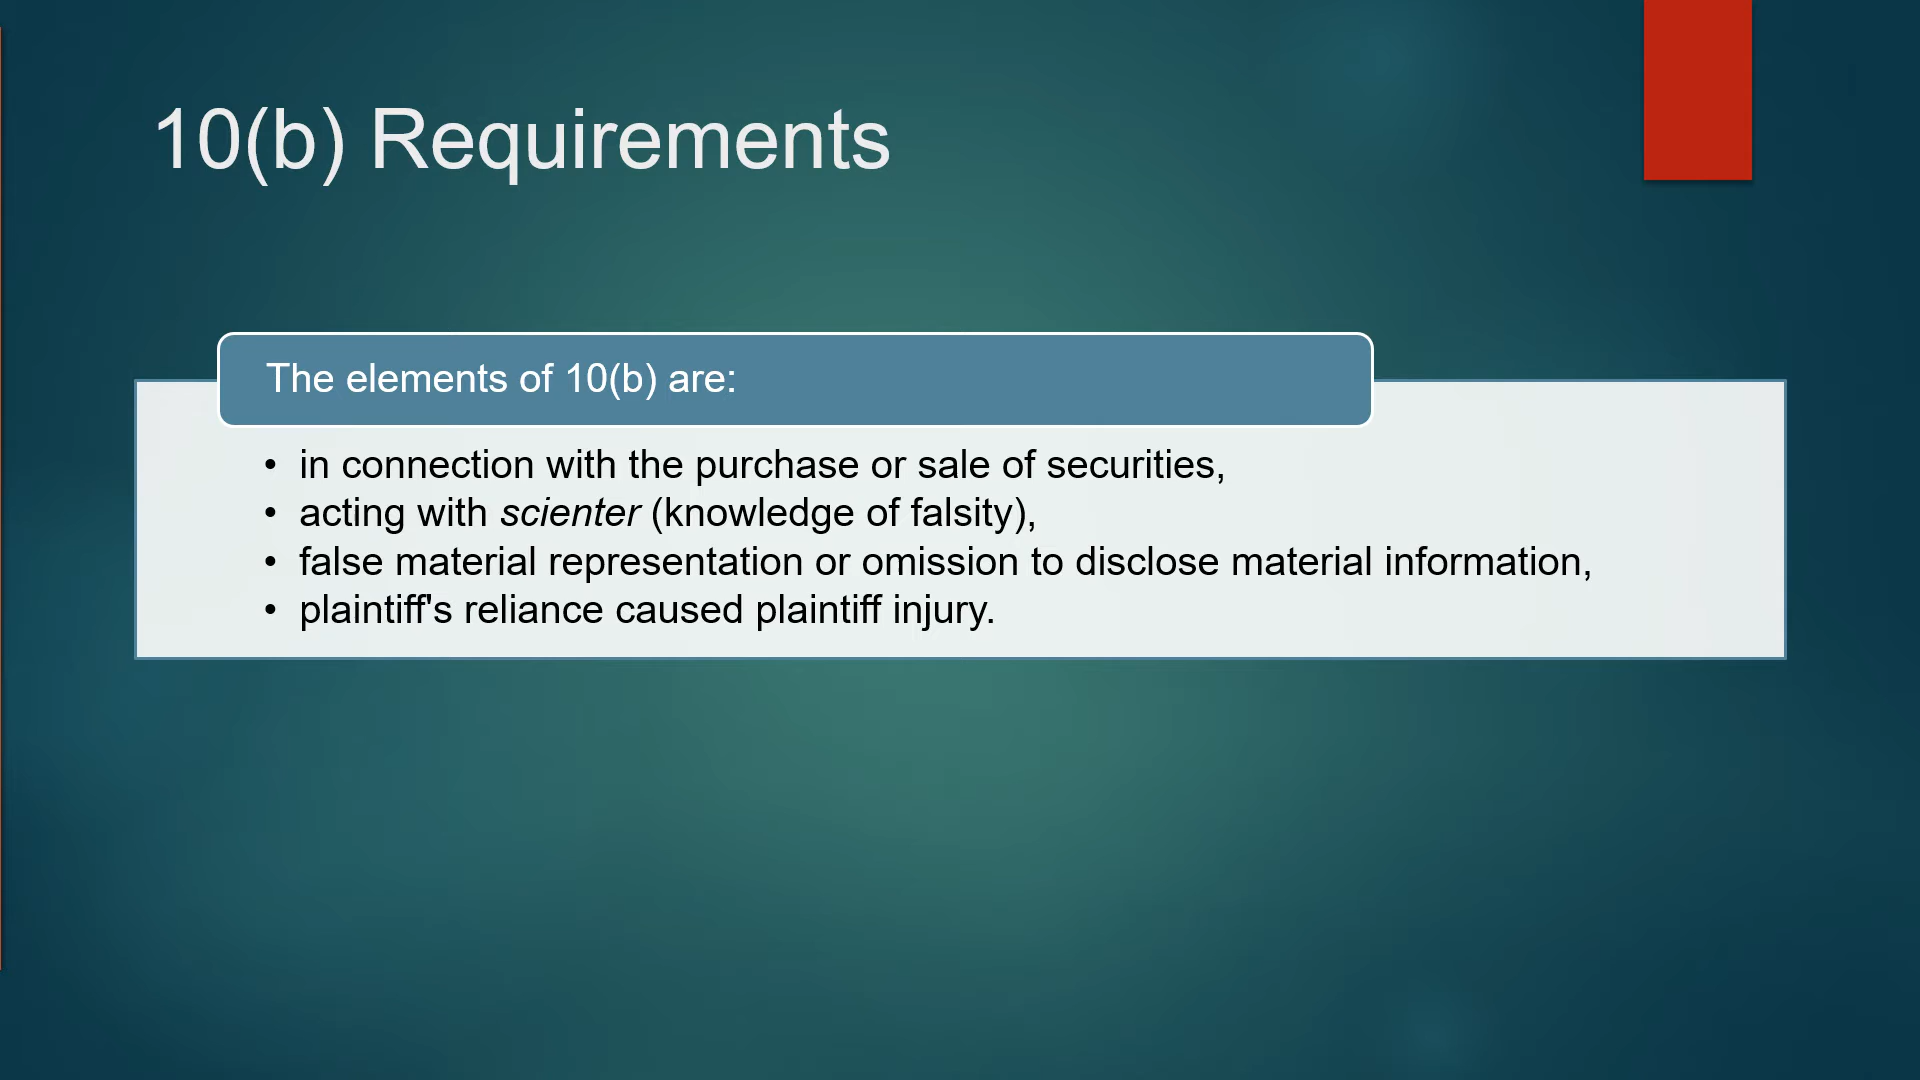 10(b) Requirements
The elements of 10(b) are:
• in connection with the purchase or sale of securities,
• acting with scienter (knowledge of falsity),
• false material representation or omission to disclose material information,
• plaintiff's reliance caused plaintiff injury.